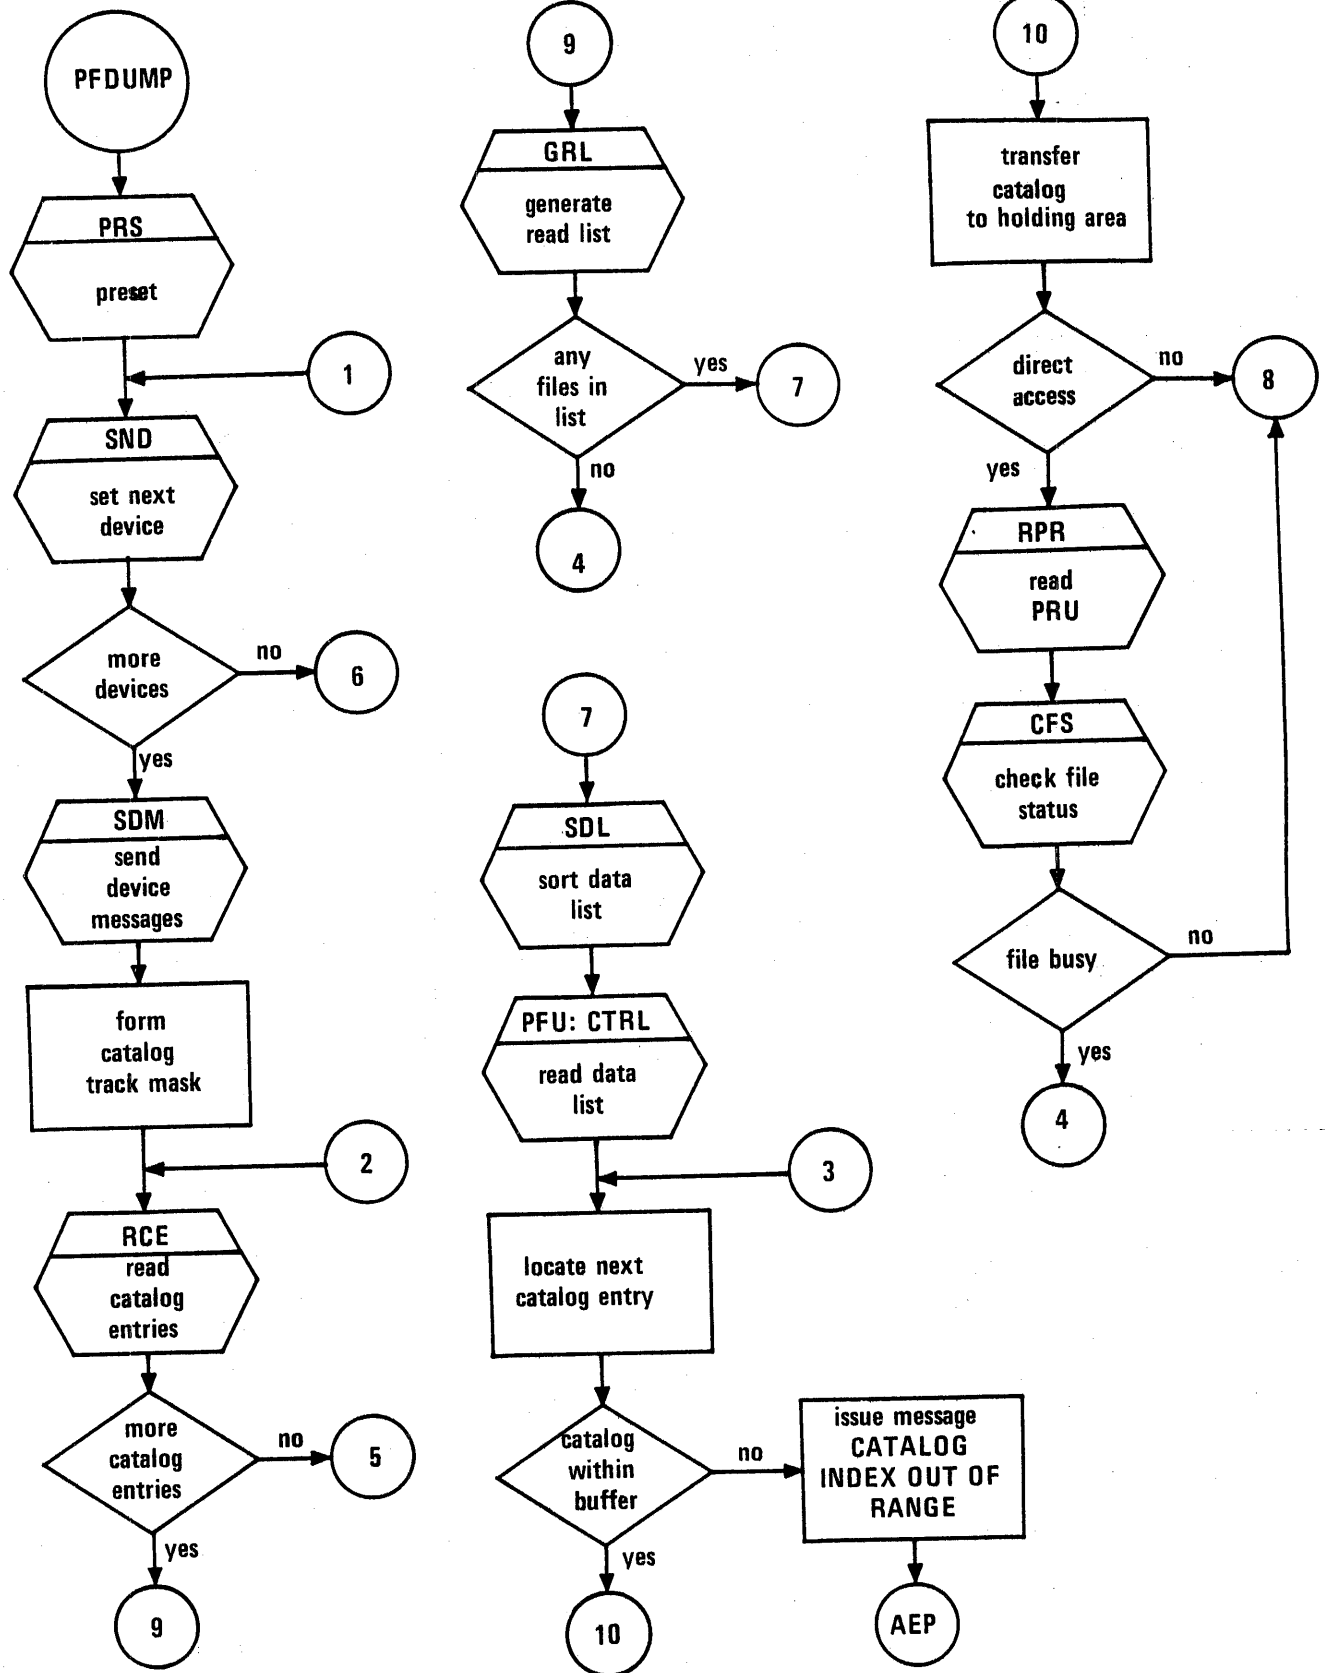 PFDUMP
PRS
preset
1
SND
set next
device
more
devices
no
6
yes
SDM
send
device
messages
form
catalog
track mask
2
RCE
read
catalog
entries
more
catalog
entries
no
5
yes
9
9
GRL
generate
read list
any
files in
list
yes
7
no
4
7
SDL
sort data
list
PFU: CTRL
read data
list
3
locate next
catalog entry
catalog
within
buffer
no
issue message
CATALOG
INDEX OUT OF
RANGE
AEP
yes
10
10
transfer
catalog
to holding area
direct
access
no
8
yes
RPR
read
PRU
CFS
check file
status
file busy
no
yes
4